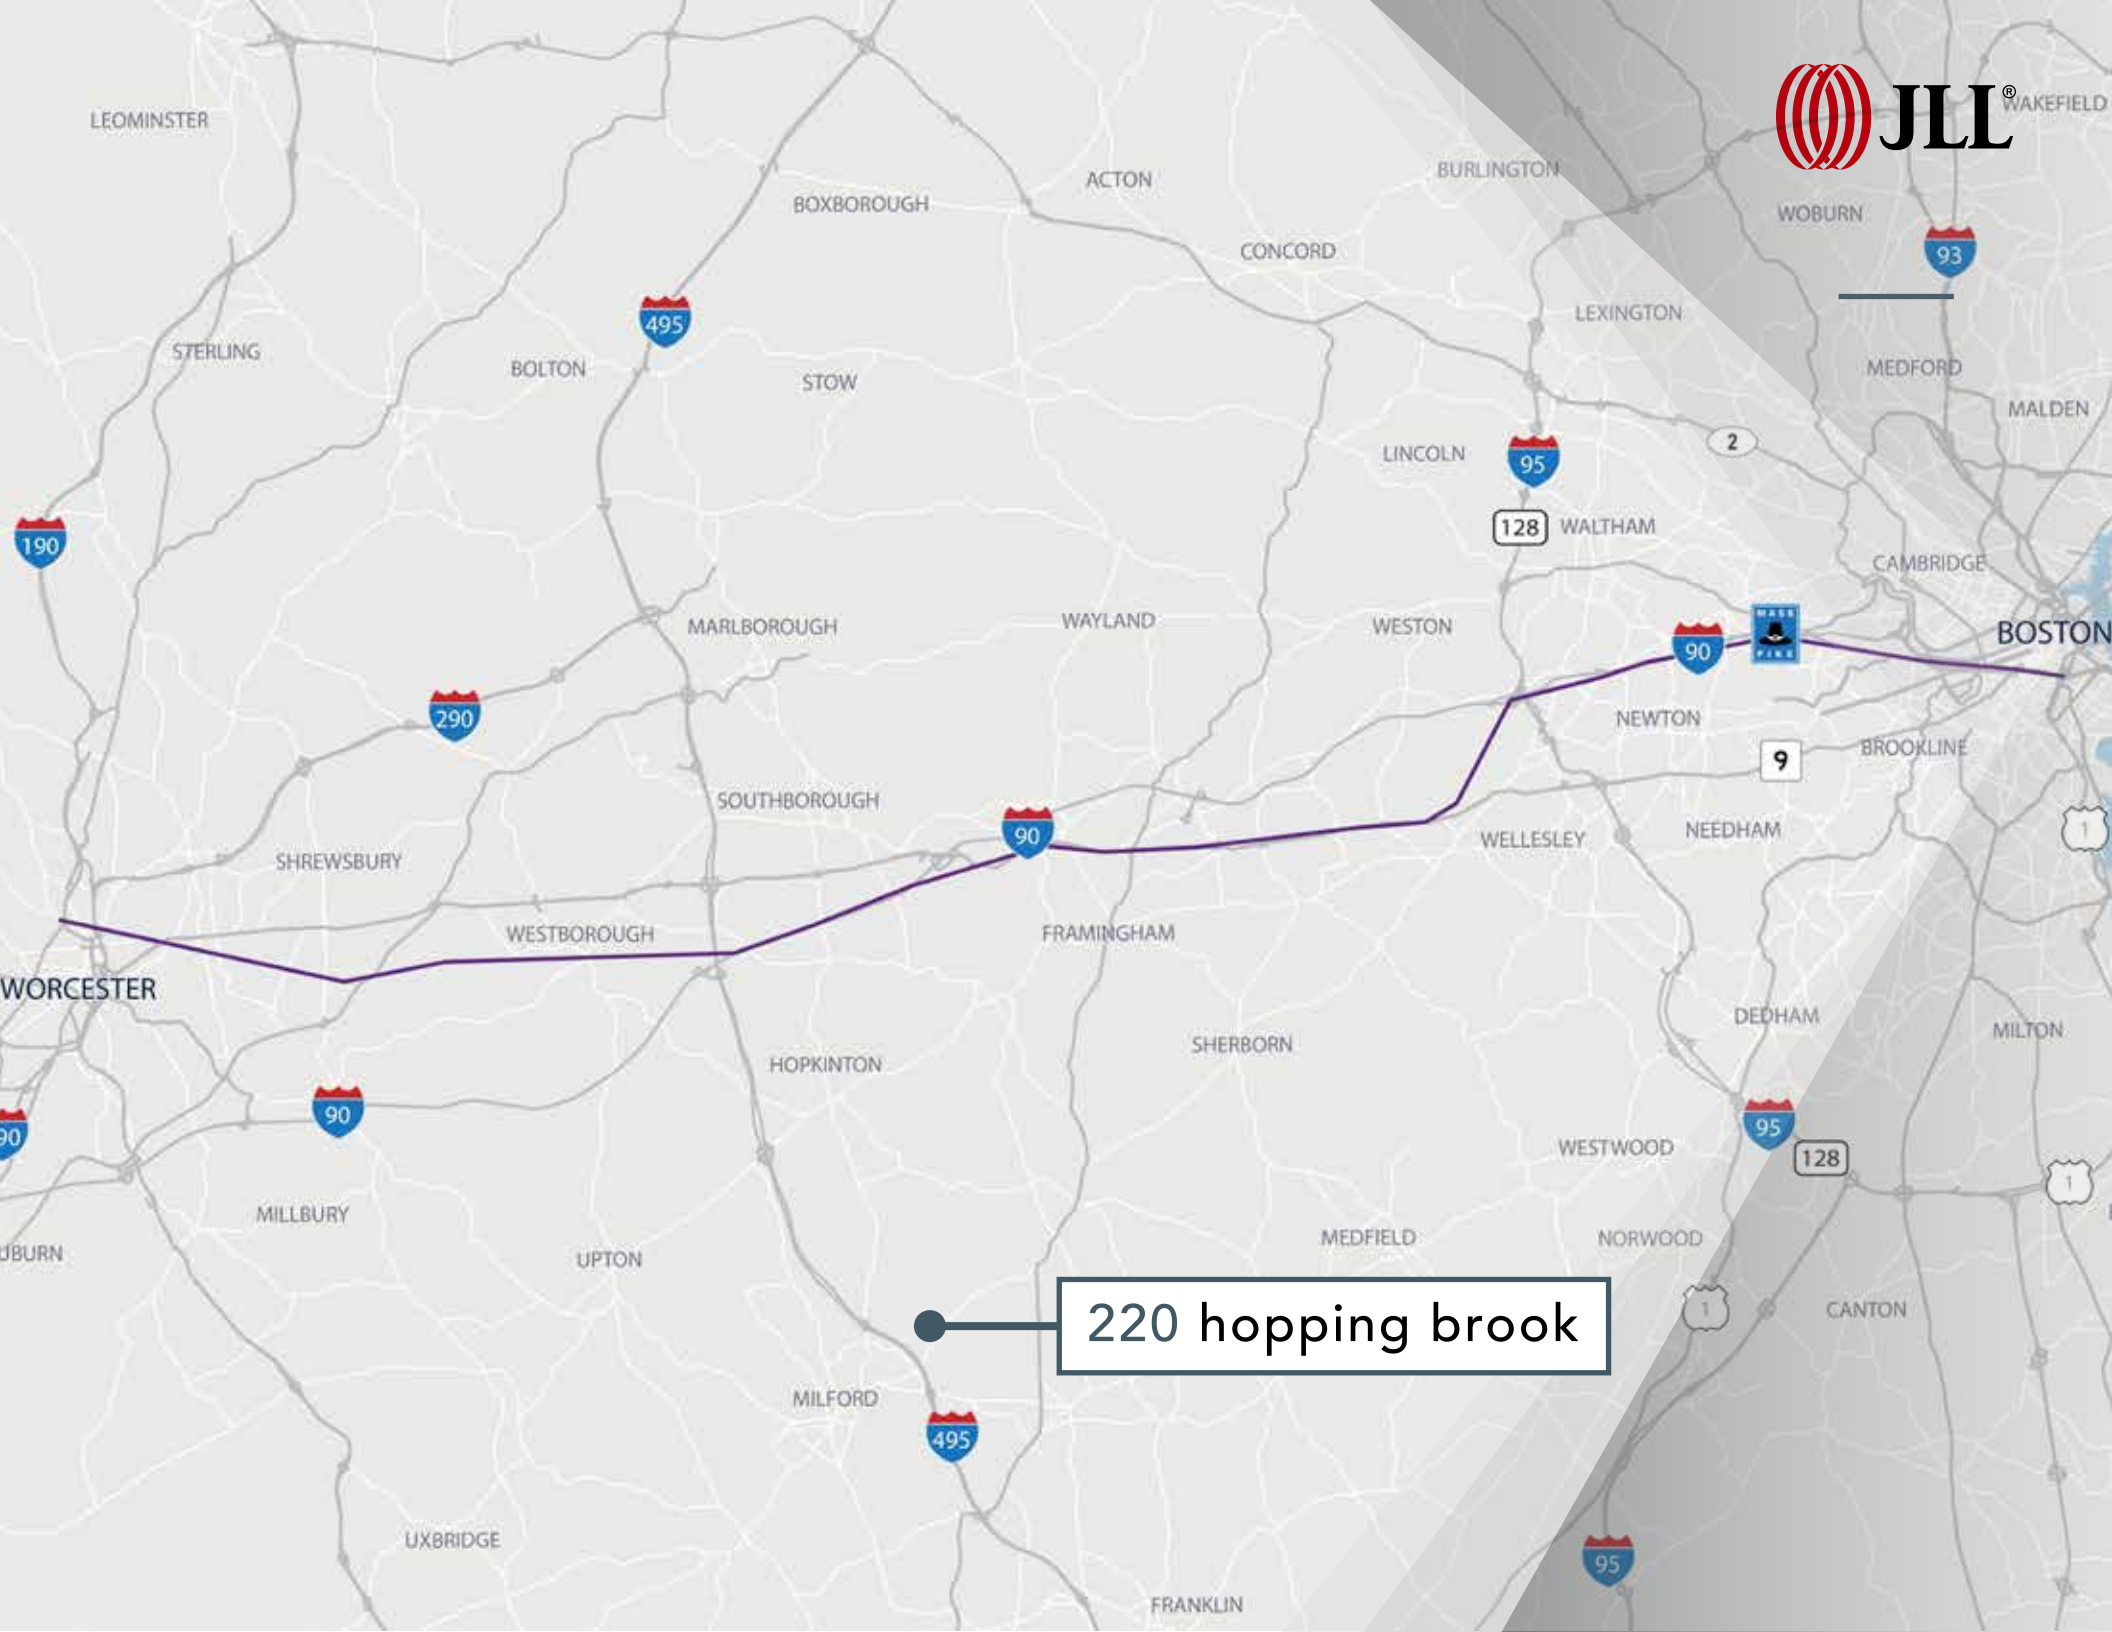 LEOMINSTER
JLL®
WAKEFIELD
ACTON
BURLINGTON
BOXBOROUGH
WOBURN
CONCORD
93
495
LEXINGTON
STERLING
BOLTON
STOW
MEDFORD
MALDEN
2
LINCOLN
95
190
128
WALTHAM
CAMBRIDGE
MARLBOROUGH
WAYLAND
WESTON
MASS
PIKE
90
BOSTON
290
NEWTON
BROOKLINE
9
SOUTHBOROUGH
90
1
SHREWSBURY
WELLESLEY
NEEDHAM
WESTBOROUGH
FRAMINGHAM
WORCESTER
DEDHAM
MILTON
SHERBORN
HOPKINTON
90
90
95
128
WESTWOOD
1
MILLBURY
MEDFIELD
NORWOOD
UBURN
UPTON
1
CANTON
220 hopping brook
MILFORD
495
UXBRIDGE
95
FRANKLIN